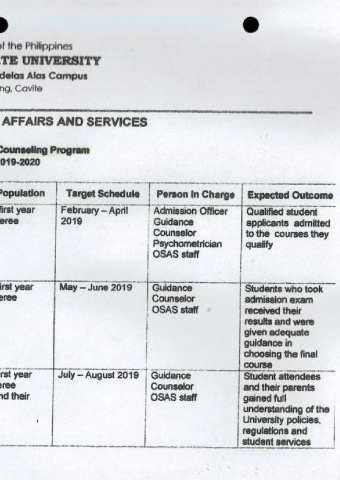 of the Philippines
TE UNIVERSITY
delas Alas Campus
ng, Cavite
AFFAIRS AND SERVICES
Counseling Program
2019-2020
Population Target Schedule Person In Charge Expected Outcome
first year February – April Admission Officer Qualified student
eree 2019 Guidance applicants admitted
Counselor to the courses they
Psychometrician qualify
OSAS staff
first year May – June 2019 Guidance Students who took
eree Counselor admission exam
OSAS staff received their
results and were
given adequate
guidance in
choosing the final
course
irst year July – August 2019 Guidance Student attendees
eree Counselor and their parents
nd their OSAS staff gained full
understanding of the
University policies,
regulations and
student services